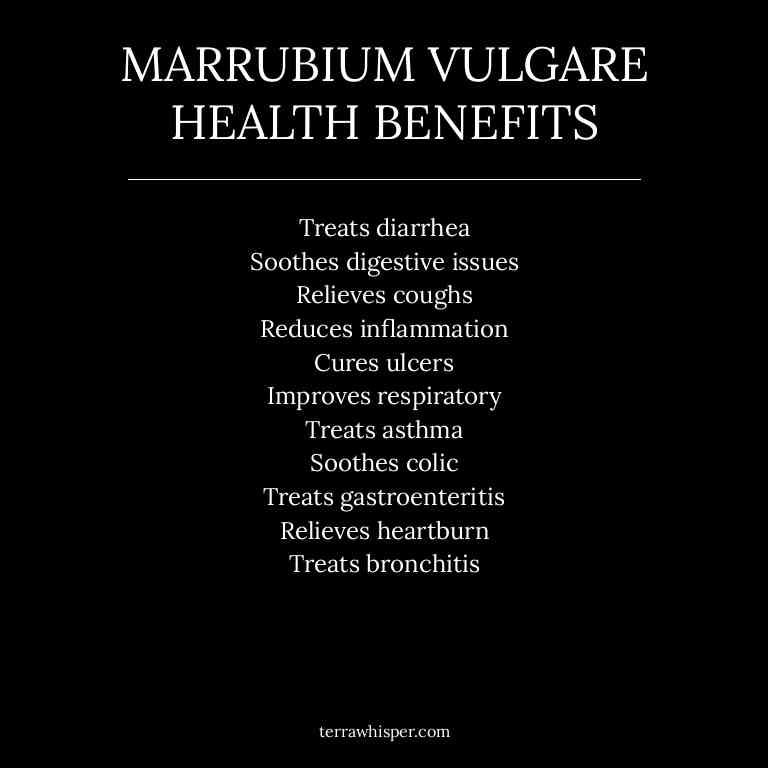 MARRUBIUM VULGARE
HEALTH BENEFITS
Treats diarrhea
Soothes digestive issues
Relieves coughs
Reduces inflammation
Cures ulcers
Improves respiratory
Treats asthma
Soothes colic
Treats gastroenteritis
Relieves heartburn
Treats bronchitis
terrawhisper.com